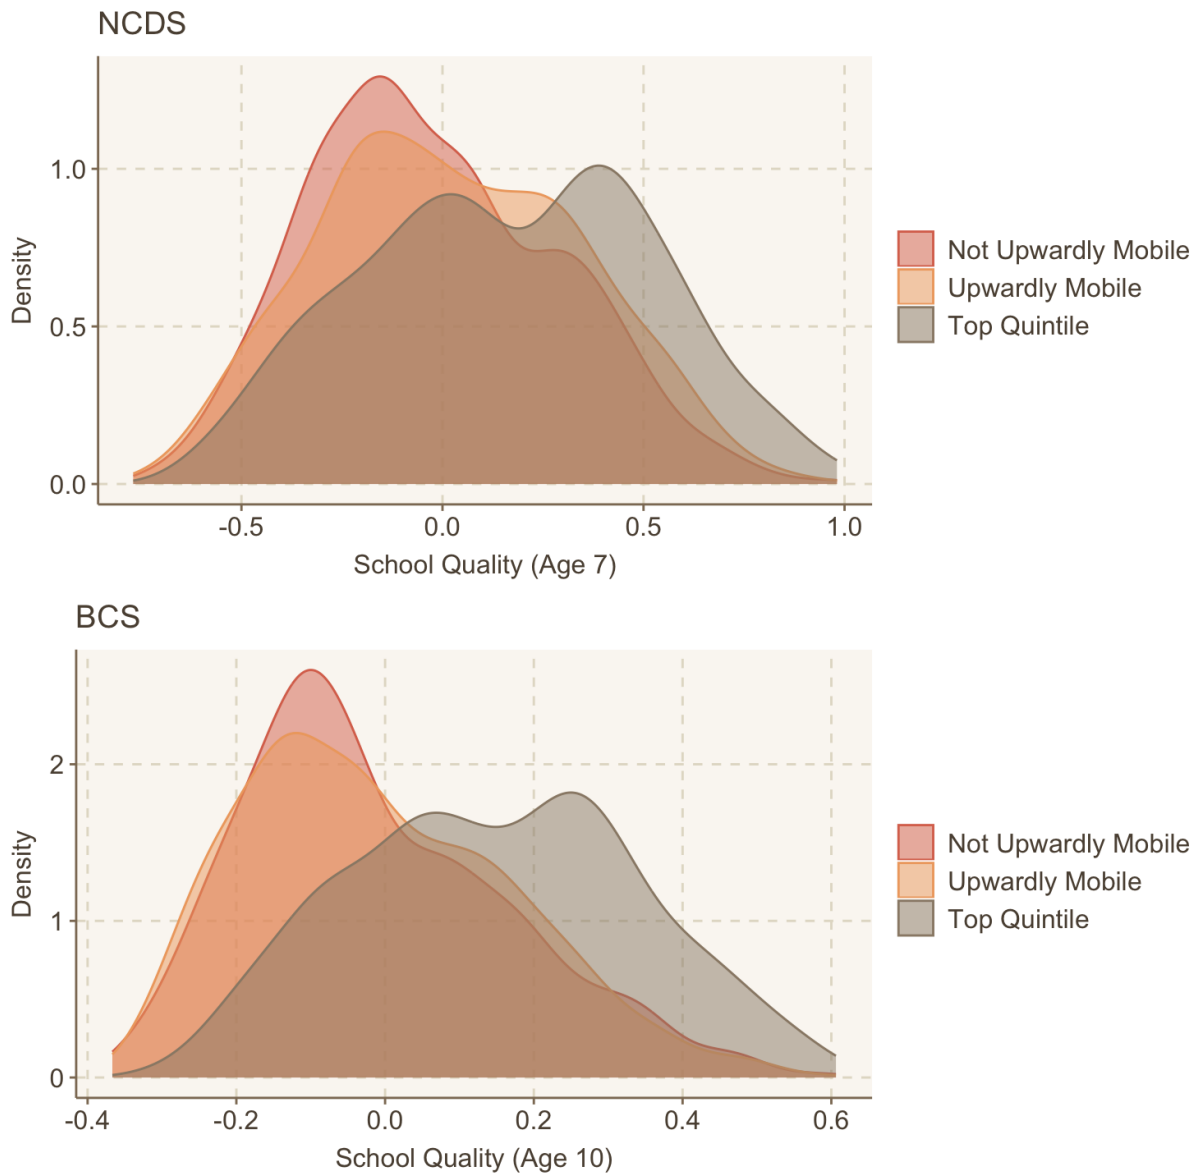 NCDS
1.0
0.5
0.0
Density
-0.5 0.0 0.5 1.0
School Quality (Age 7)
Not Upwardly Mobile
Upwardly Mobile
Top Quintile
BCS
2
1
0
Density
-0.4 -0.2 0.0 0.2 0.4 0.6
School Quality (Age 10)
Not Upwardly Mobile
Upwardly Mobile
Top Quintile